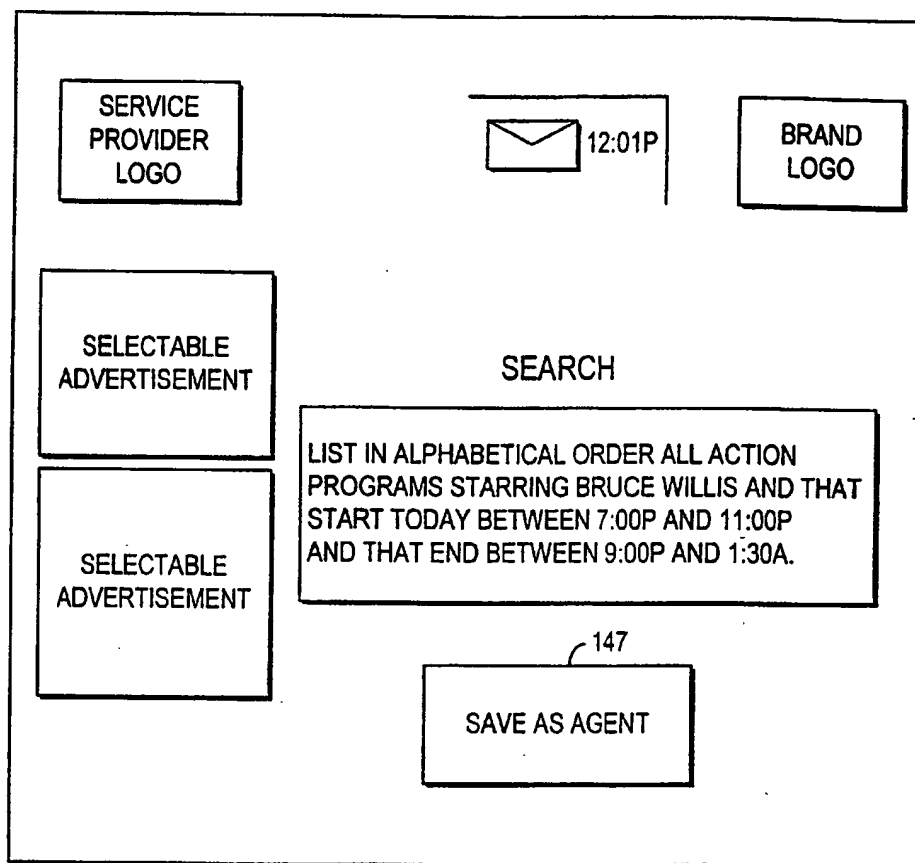 SERVICE
PROVIDER
LOGO
12:01P
BRAND
LOGO
SELECTABLE
ADVERTISEMENT
SEARCH
LIST IN ALPHABETICAL ORDER ALL ACTION
PROGRAMS STARRING BRUCE WILLIS AND THAT
START TODAY BETWEEN 7:00P AND 11:00P
AND THAT END BETWEEN 9:00P AND 1:30A.
SELECTABLE
ADVERTISEMENT
147
SAVE AS AGENT